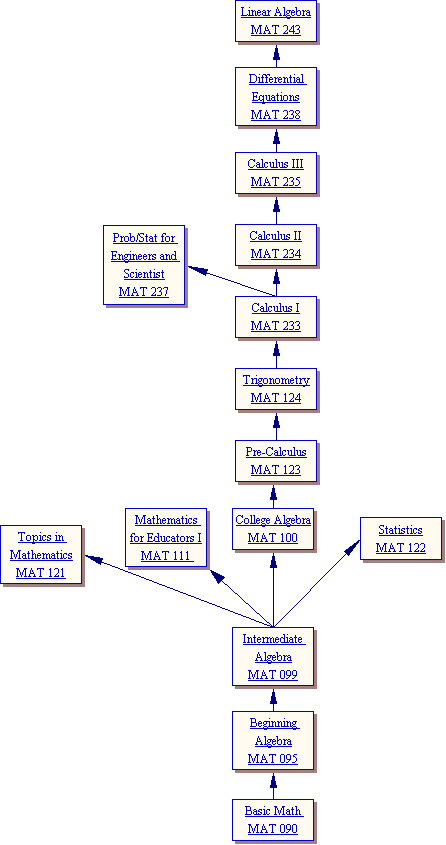 Linear Algebra
MAT 243
Differential
Equations
MAT 238
Calculus III
MAT 235
Calculus II
MAT 234
Prob/Stat for
Engineers and
Scientist
MAT 237
Calculus I
MAT 233
Trigonometry
MAT 124
Pre-Calculus
MAT 123
College Algebra
MAT 100
Mathematics
for Educators I
MAT 111
Topics in
Mathematics
MAT 121
Statistics
MAT 122
Intermediate
Algebra
MAT 099
Beginning
Algebra
MAT 095
Basic Math
MAT 090